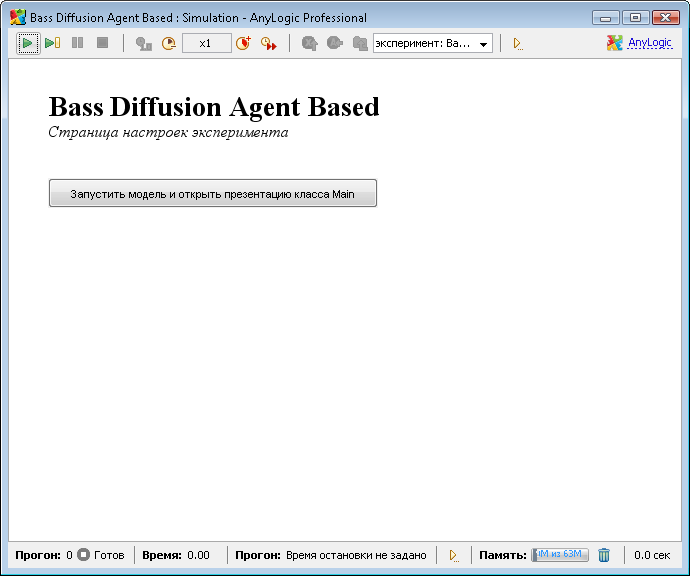 Bass Diffusion Agent Based : Simulation - AnyLogic Professional
x1 эксперимент: Ba... AnyLogic
Bass Diffusion Agent Based
Страница настроек эксперимента
Запустить модель и открыть презентацию класса Main
Прогон: 0 Готов Время: 0.00 Прогон: Время остановки не задано Память: М из 63М 0.0 сек